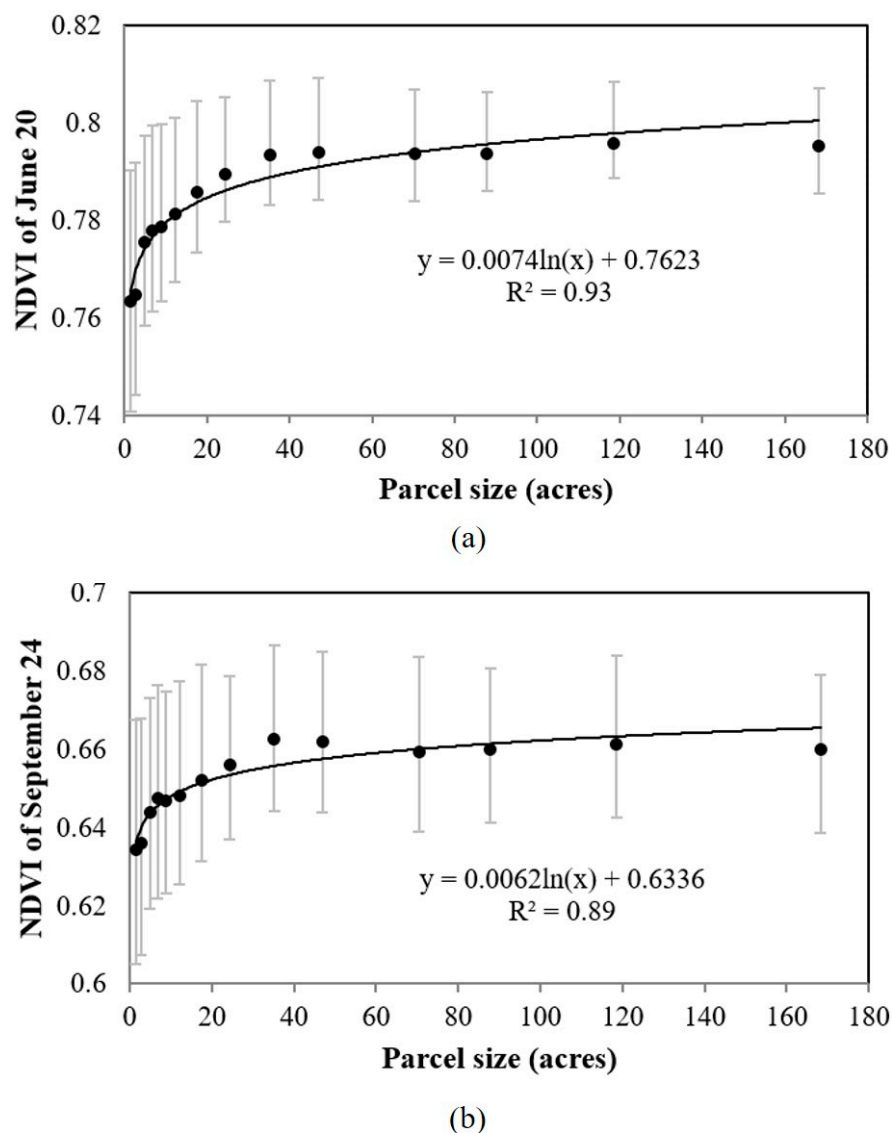 0.82
0.8
0.78
0.76
0.74
NDVI of June 20
y = 0.0074ln(x) + 0.7623
R² = 0.93
0 20 40 60 80 100 120 140 160 180
Parcel size (acres)
(a)
0.7
0.68
0.66
0.64
0.62
0.6
NDVI of September 24
y = 0.0062ln(x) + 0.6336
R² = 0.89
0 20 40 60 80 100 120 140 160 180
Parcel size (acres)
(b)